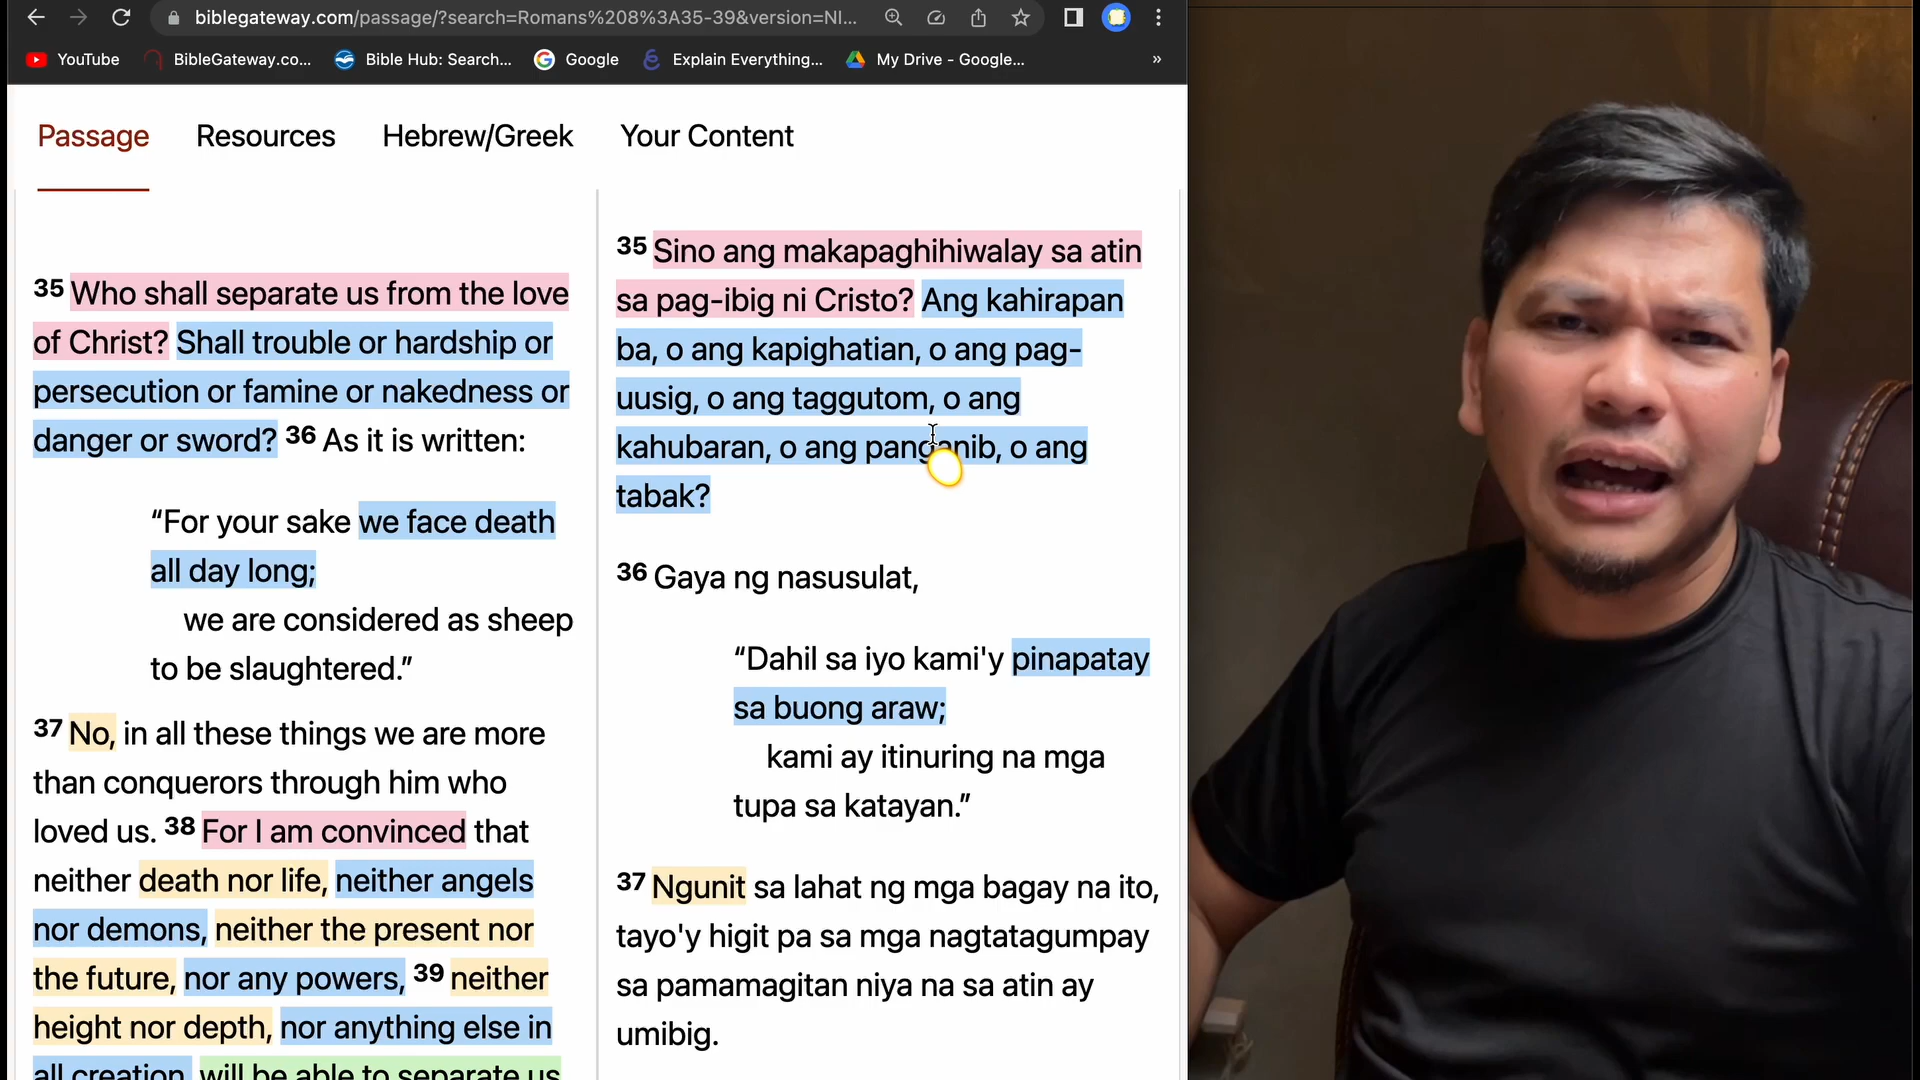 biblegateway.com/passage/?search=Romans%208%3A35-39&version=NI...
YouTube BibleGateway.co... Bible Hub: Search... Google Explain Everything... My Drive - Google... »
Passage Resources Hebrew/Greek Your Content
35 Who shall separate us from the love
of Christ? Shall trouble or hardship or
persecution or famine or nakedness or
danger or sword? 36 As it is written:
“For your sake we face death
all day long;
we are considered as sheep
to be slaughtered.”
37 No, in all these things we are more
than conquerors through him who
loved us. 38 For I am convinced that
neither death nor life, neither angels
nor demons, neither the present nor
the future, nor any powers, 39 neither
height nor depth, nor anything else in
all creation, will be able to separate us
35 Sino ang makapaghihiwalay sa atin
sa pag-ibig ni Cristo? Ang kahirapan
ba, o ang kapighatian, o ang pag-
uusig, o ang taggutom, o ang
kahubaran, o ang panganib, o ang
tabak?
36 Gaya ng nasusulat,
“Dahil sa iyo kami'y pinapatay
sa buong araw;
kami ay itinuring na mga
tupa sa katayan.”
37 Ngunit sa lahat ng mga bagay na ito,
tayo'y higit pa sa mga nagtatagumpay
sa pamamagitan niya na sa atin ay
umibig.